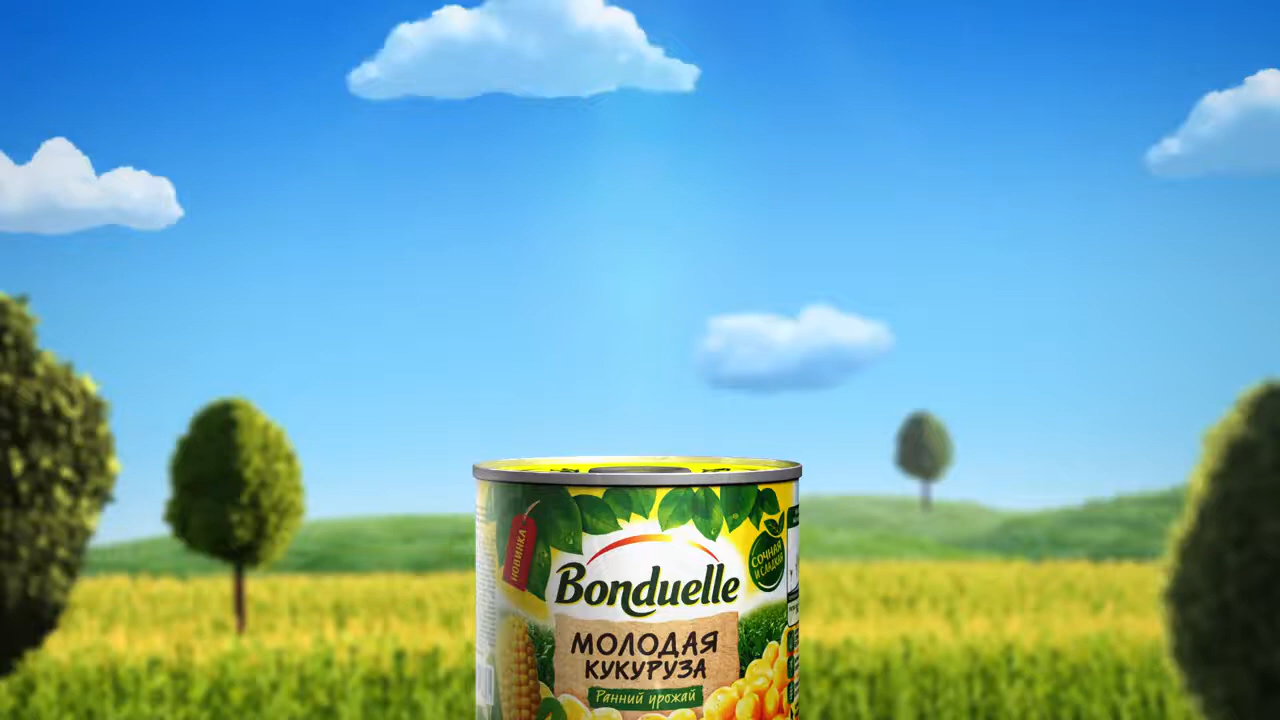 НОВИНКА
СОЧНАЯ
И СЛАДКАЯ
Bonduelle
МОЛОДАЯ
КУКУРУЗА
Ранний урожай